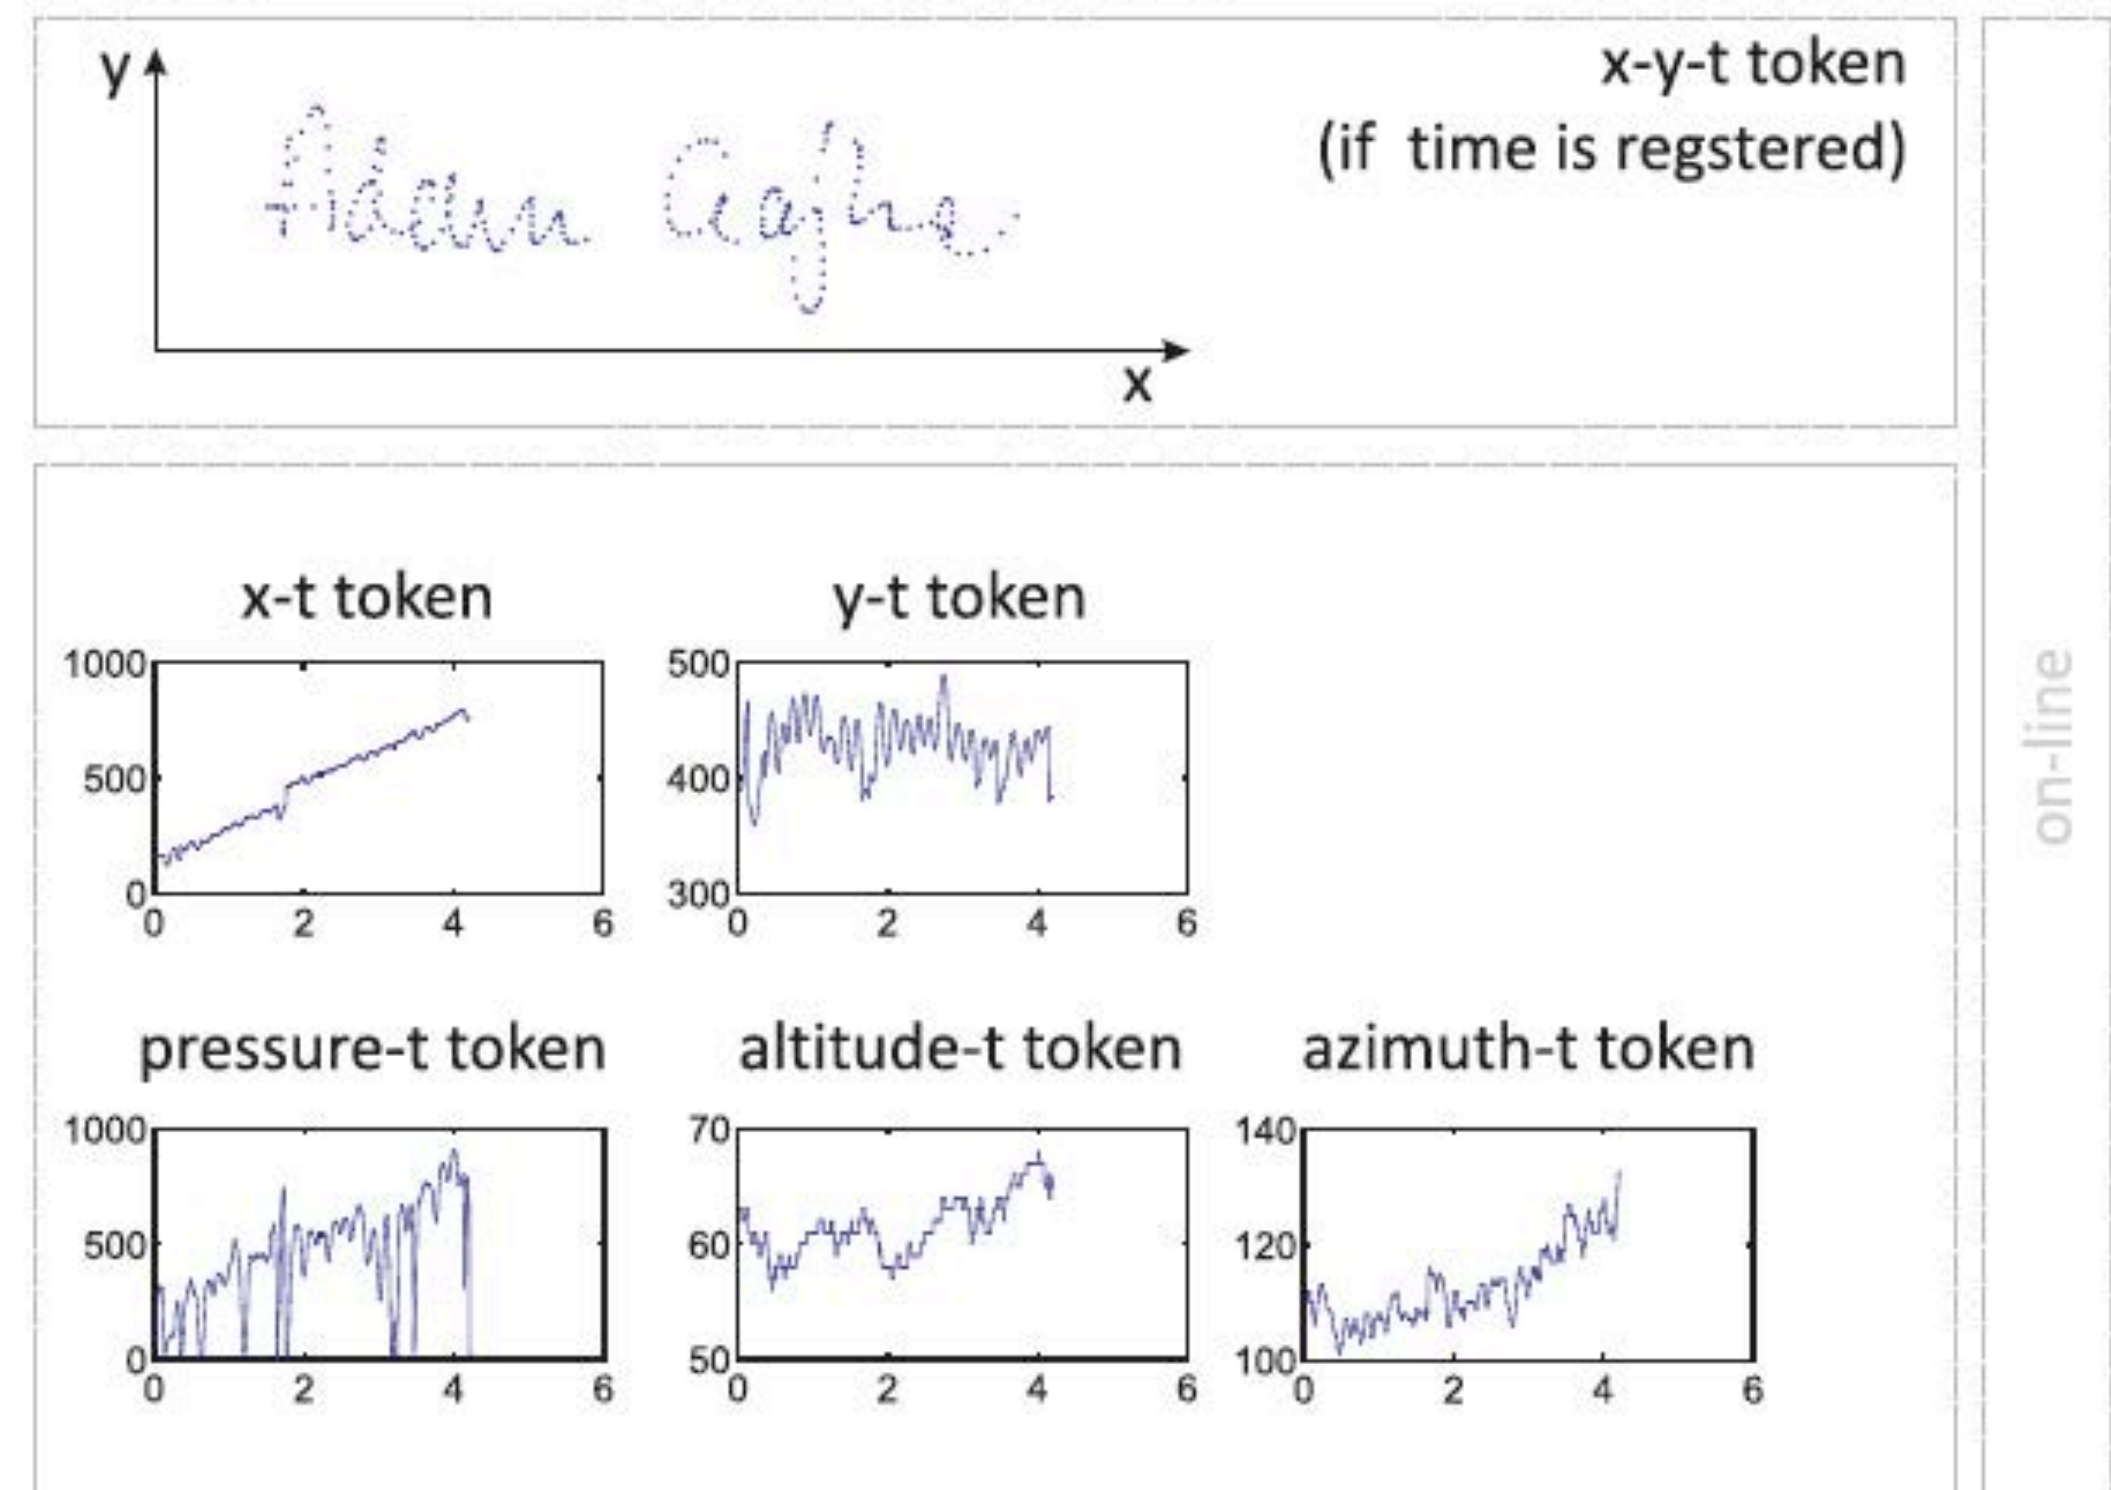 y
x-y-t token
(if time is regstered)
Adam
x
x-t token
y-t token
1000
500
0
0 2 4 6
500
400
300
0 2 4 6
on-line
pressure-t token
altitude-t token
azimuth-t token
1000
500
0
0 2 4 6
70
60
50
0 2 4 6
140
120
100
0 2 4 6